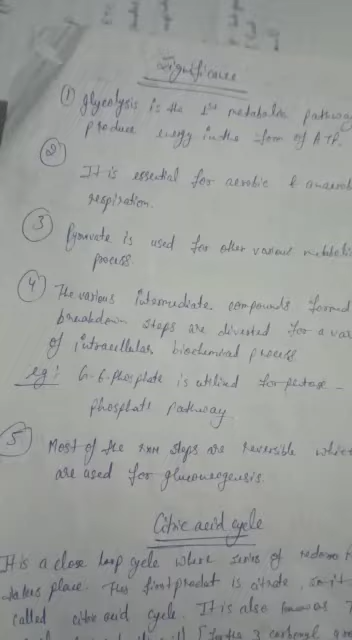 Significance
① Glycolysis is the 1st metabolic pathway
produce energy in the form of ATP.
②
It is essential for aerobic & anaerob
respiration.
③ Pyruvate is used for other various metabolic
process
④ The various intermediate compounds formed
breakdown steps are diverted for a var
of intracellular biochemical process
eg: G-6-Phosphate is utilized for pentose -
phosphate pathway
⑤ Most of the rxn steps are reversible which
are used for gluconeogensis.
Citric acid cycle
It is a close loop cycle where series of redox
takes place. The first product is citrate, so it
called citric acid cycle. It is also known as